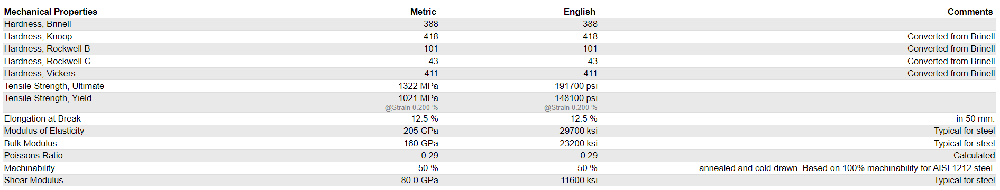 Mechanical Properties Metric English Comments
Hardness, Brinell 388 388
Hardness, Knoop 418 418 Converted from Brinell
Hardness, Rockwell B 101 101 Converted from Brinell
Hardness, Rockwell C 43 43 Converted from Brinell
Hardness, Vickers 411 411 Converted from Brinell
Tensile Strength, Ultimate 1322 MPa 191700 psi
Tensile Strength, Yield 1021 MPa 148100 psi
@Strain 0.200 % @Strain 0.200 %
Elongation at Break 12.5 % 12.5 % in 50 mm.
Modulus of Elasticity 205 GPa 29700 ksi Typical for steel
Bulk Modulus 160 GPa 23200 ksi Typical for steel
Poissons Ratio 0.29 0.29 Calculated
Machinability 50 % 50 % annealed and cold drawn. Based on 100% machinability for AISI 1212 steel.
Shear Modulus 80.0 GPa 11600 ksi Typical for steel